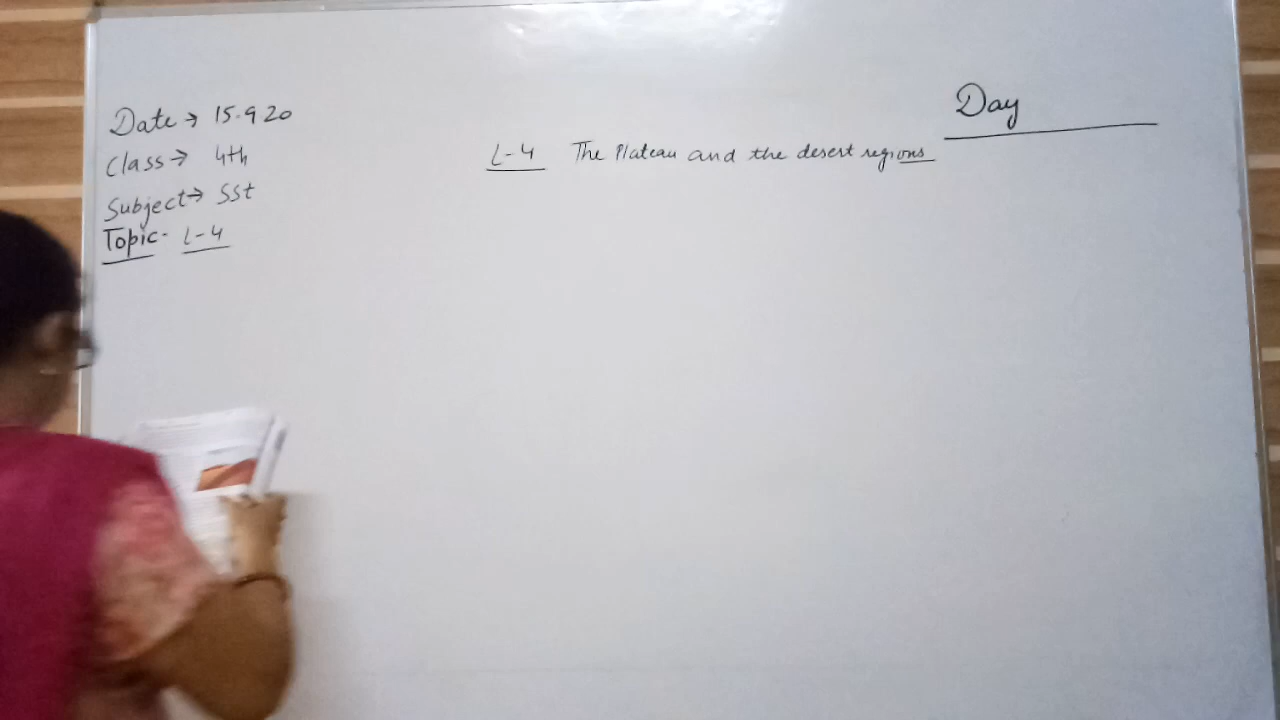 Date → 15.9 20
Class → 4th
Subject → SSt
Topic - L-4
Day
L-4 The Plateau and the desert regions